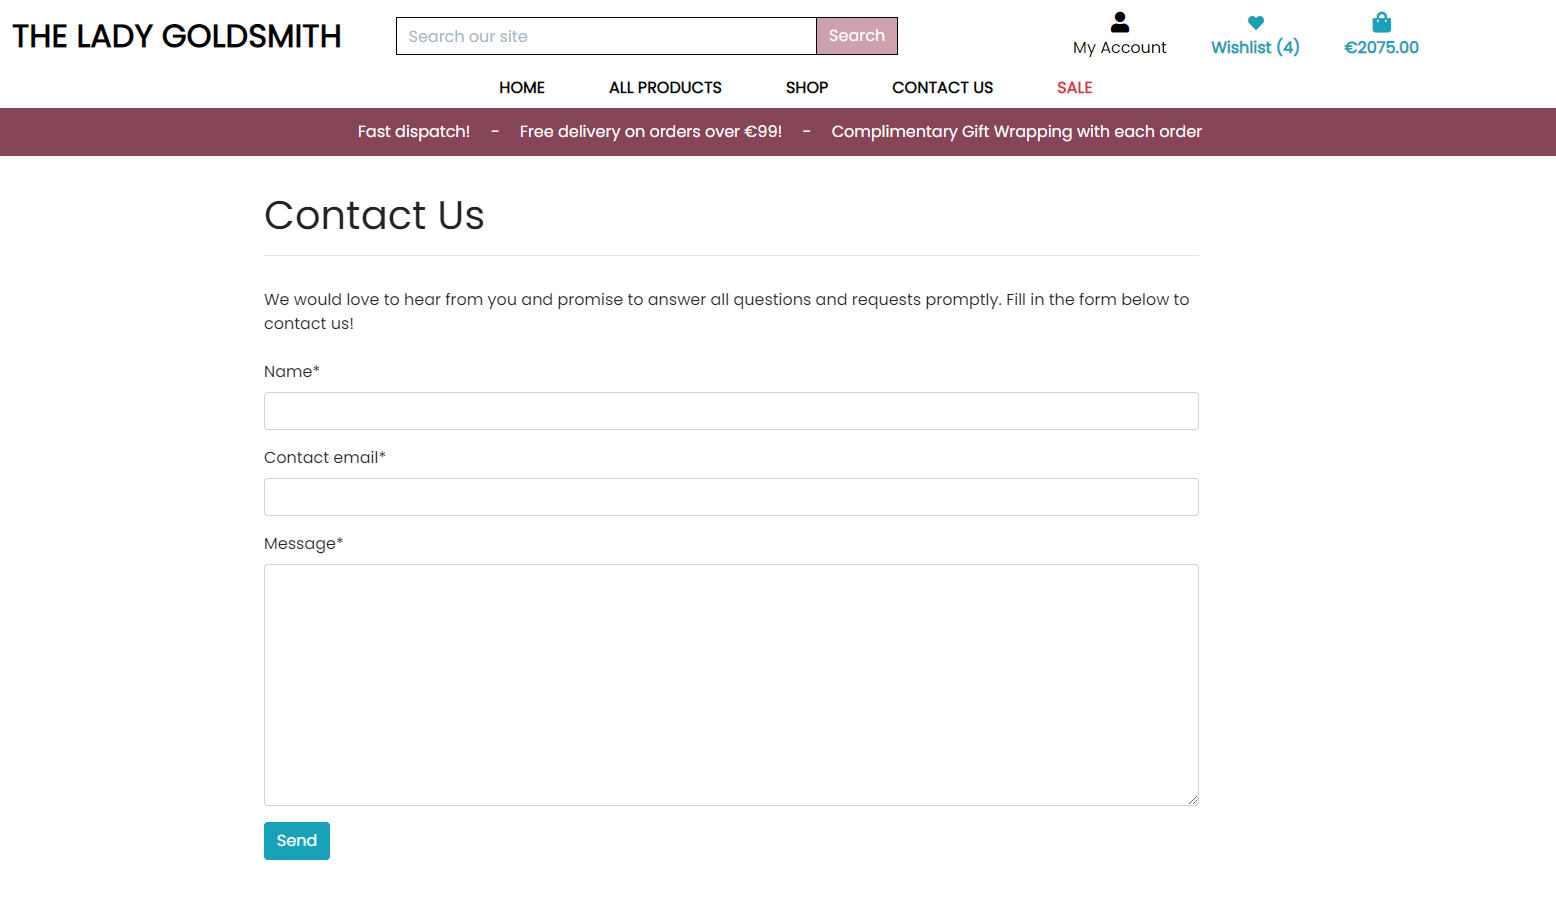 THE LADY GOLDSMITH
Search our site
Search
My Account
Wishlist (4)
€2075.00
HOME
ALL PRODUCTS
SHOP
CONTACT US
SALE
Fast dispatch! - Free delivery on orders over €99! - Complimentary Gift Wrapping with each order
Contact Us
We would love to hear from you and promise to answer all questions and requests promptly. Fill in the form below to
contact us!
Name*
Contact email*
Message*
Send